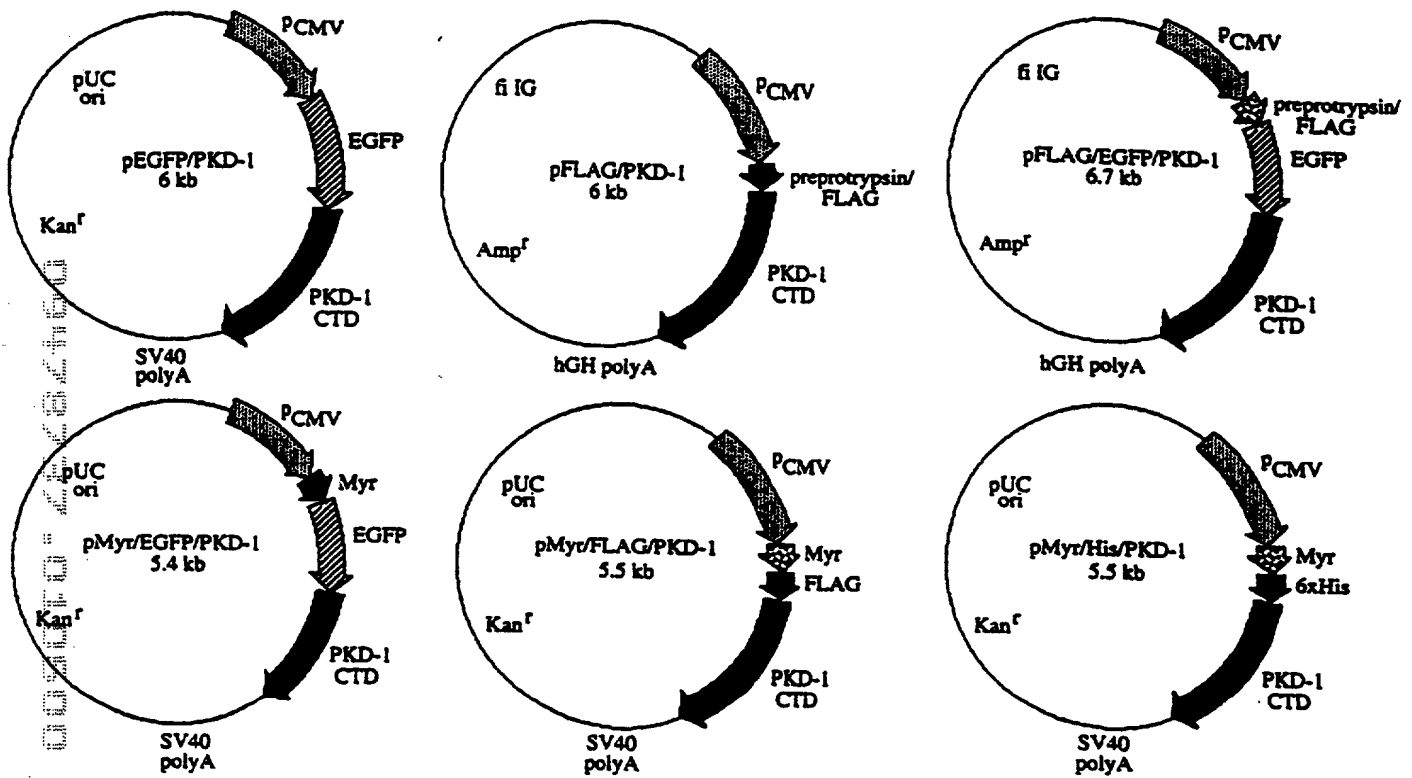 PCMV
pUC
ori
EGFP
pEGFP/PKD-1
6 kb
Kanr
PKD-1
CTD
SV40
polyA
PCMV
fi IG
pFLAG/PKD-1
6 kb
preprotrypsin/
FLAG
Ampr
PKD-1
CTD
hGH polyA
PCMV
fi IG
preprotrypsin/
FLAG
EGFP
pFLAG/EGFP/PKD-1
6.7 kb
Ampr
PKD-1
CTD
hGH polyA
PCMV
pUC
ori
Myr
EGFP
pMyr/EGFP/PKD-1
5.4 kb
Kanr
PKD-1
CTD
SV40
polyA
PCMV
pUC
ori
pMyr/FLAG/PKD-1
5.5 kb
Myr
FLAG
Kanr
PKD-1
CTD
SV40
polyA
PCMV
pUC
ori
pMyr/His/PKD-1
5.5 kb
Myr
6xHis
Kanr
PKD-1
CTD
SV40
polyA